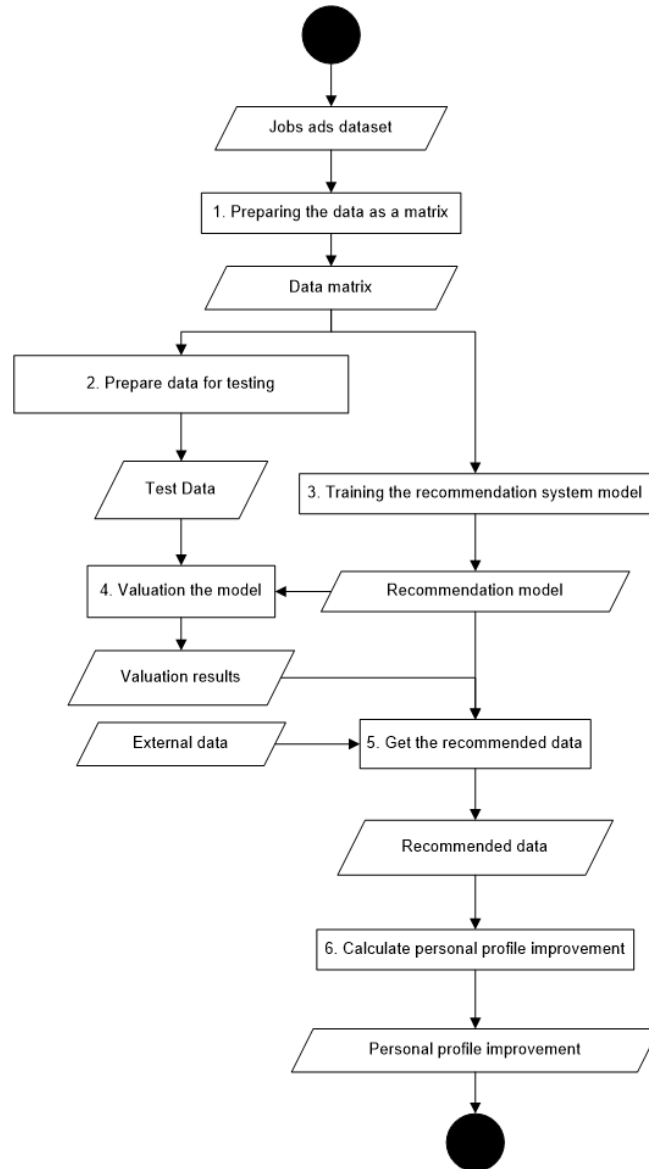 Jobs ads dataset
1. Preparing the data as a matrix
Data matrix
2. Prepare data for testing
Test Data
3. Training the recommendation system model
4. Valuation the model
Recommendation model
Valuation results
External data
5. Get the recommended data
Recommended data
6. Calculate personal profile improvement
Personal profile improvement